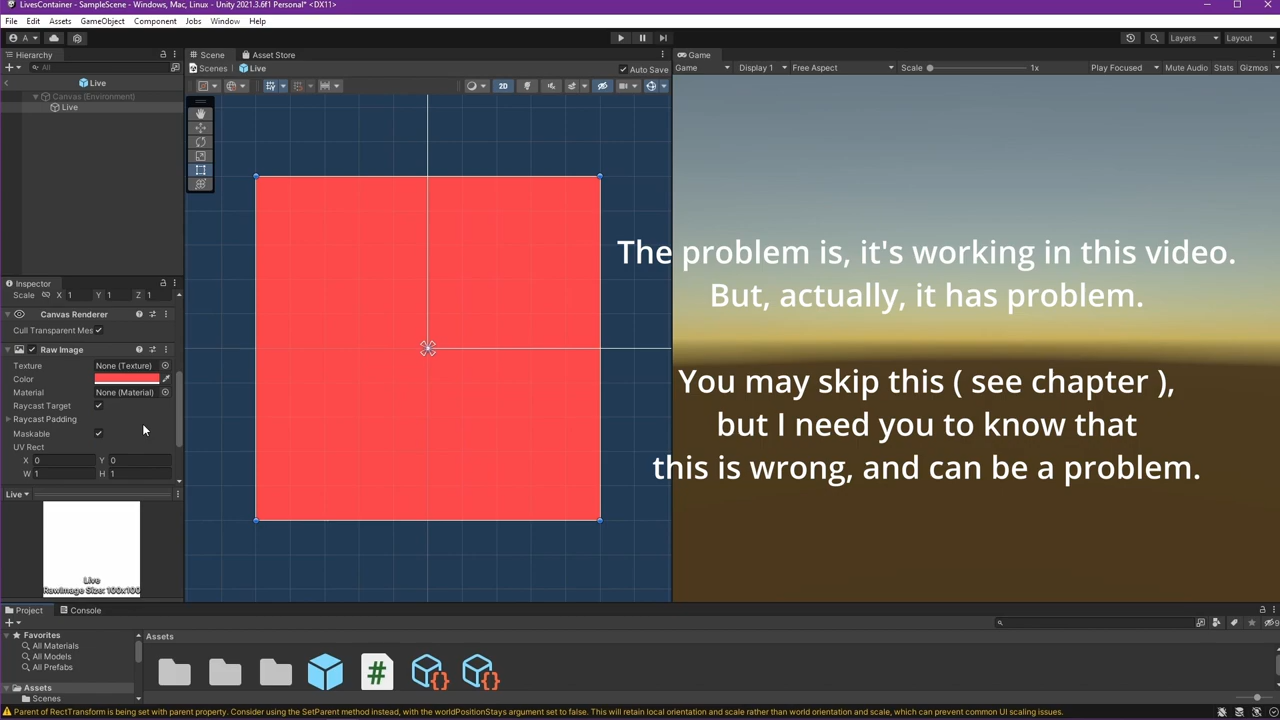 LivesContainer - SampleScene - Windows, Mac, Linux - Unity 2021.3.6f1 Personal* <DX11>
File Edit Assets GameObject Component Jobs Window Help
A Layers Layout
Hierarchy Scene Asset Store Game
All Scenes Live Auto Save Game Display 1 Free Aspect Scale 1x Play Focused Mute Audio Stats Gizmos
Live
2D
Canvas (Environment)
Live
The problem is, it's working in this video.
But, actually, it has problem.
You may skip this ( see chapter ),
but I need you to know that
this is wrong, and can be a problem.
Inspector
Scale X 1 Y 1 Z 1
Canvas Renderer
Cull Transparent Mes
Raw Image
Texture None (Texture)
Color
Material None (Material)
Raycast Target
Raycast Padding
Maskable
UV Rect
X 0 Y 0
W 1 H 1
Live
Live
RawImage Size: 100x100
Project Console
Favorites
All Materials
All Models
All Prefabs
Assets
Scenes
Assets
#
{} {}
9
Parent of RectTransform is being set with parent property. Consider using the SetParent method instead, with the worldPositionStays argument set to false. This will retain local orientation and scale rather than world orientation and scale, which can prevent common UI scaling issues.